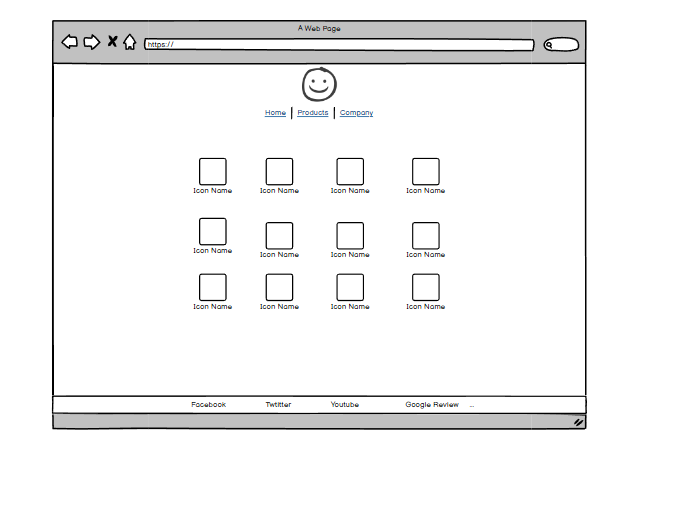 A Web Page
https://
Home | Products | Company
Icon Name Icon Name Icon Name Icon Name
Icon Name Icon Name Icon Name Icon Name
Icon Name Icon Name Icon Name Icon Name
Facebook Twtitter Youtube Google Review ...